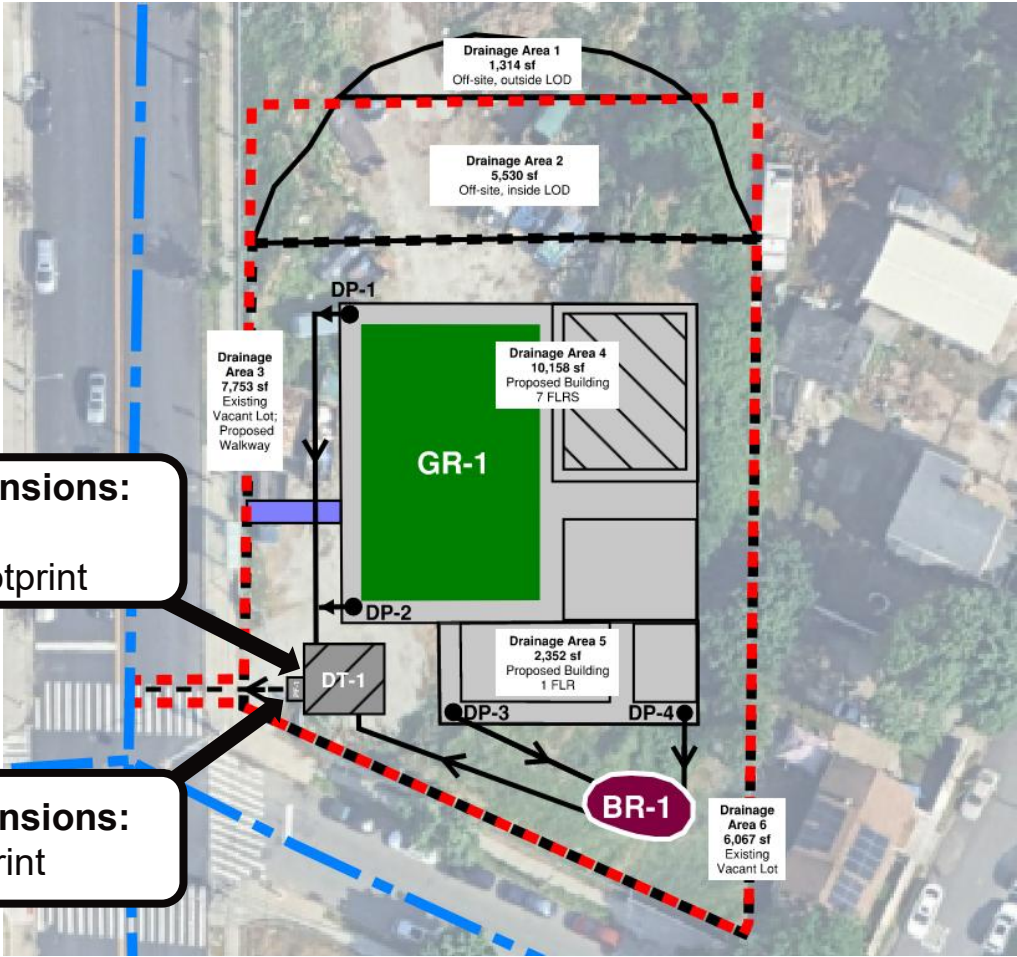 Drainage Area 1
1,314 sf
Off-site, outside LOD
Drainage Area 2
5,530 sf
Off-site, inside LOD
DP-1
Drainage
Area 3
7,753 sf
Existing
Vacant Lot;
Proposed
Walkway
Drainage Area 4
10,158 sf
Proposed Building
7 FLRS
GR-1
nsions:
otprint
DP-2
Drainage Area 5
2,352 sf
Proposed Building
1 FLR
DT-1
DP-3
DP-4
nsions:
rint
BR-1
Drainage
Area 6
6,067 sf
Existing
Vacant Lot